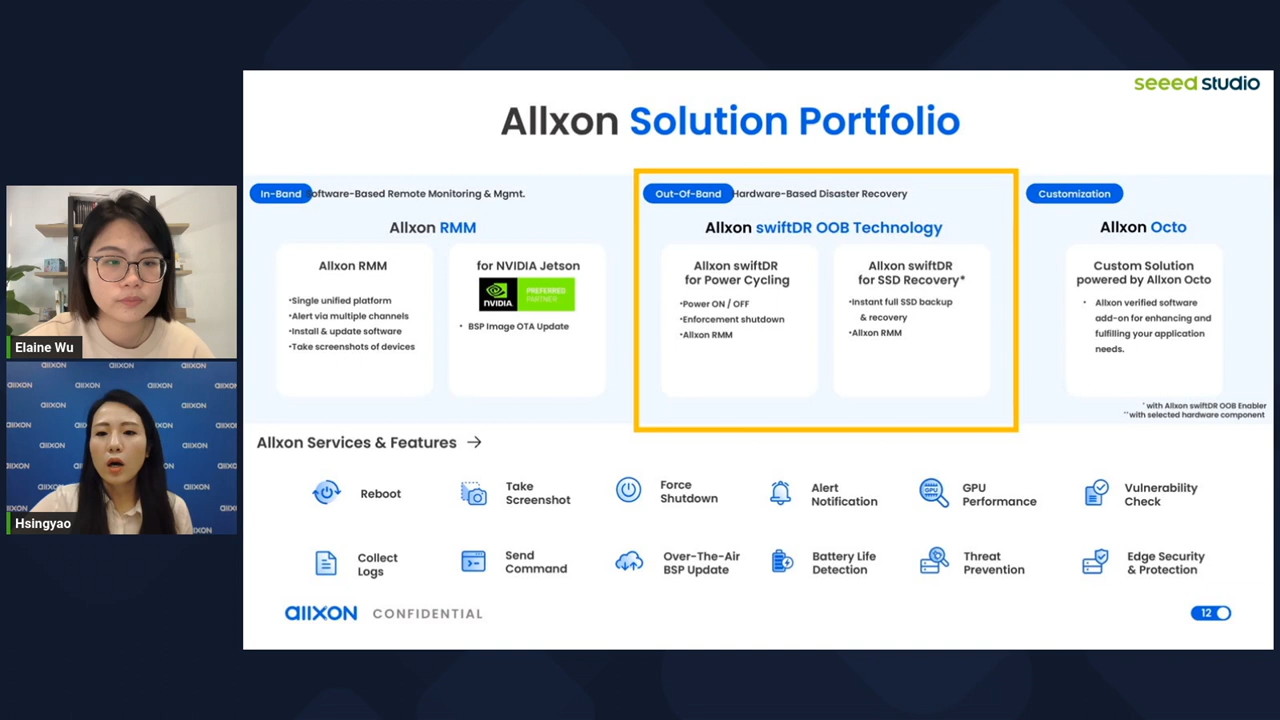 seeed studio
Allxon Solution Portfolio
In-Band
oftware-Based Remote Monitoring & Mgmt.
Allxon RMM
Allxon RMM
•Single unified platform
•Alert via multiple channels
•Install & update software
•Take screenshots of devices
for NVIDIA Jetson
NVIDIA
PREFERRED
PARTNER
• BSP Image OTA Update
Out-Of-Band
Hardware-Based Disaster Recovery
Allxon swiftDR OOB Technology
Allxon swiftDR
for Power Cycling
•Power ON / OFF
•Enforcement shutdown
•Allxon RMM
Allxon swiftDR
for SSD Recovery*
•Instant full SSD backup
& recovery
•Allxon RMM
Customization
Allxon Octo
Custom Solution
powered by Allxon Octo
• Allxon verified software
add-on for enhancing and
fulfilling your application
needs.
* with Allxon swiftDR OOB Enabler
**with selected hardware component
Allxon Services & Features →
Reboot
Take
Screenshot
Force
Shutdown
Alert
Notification
GPU
GPU
Performance
Vulnerability
Check
Collect
Logs
Send
Command
Over-The-Air
BSP Update
Battery Life
Detection
Threat
Prevention
Edge Security
& Protection
allxon CONFIDENTIAL
12
Elaine Wu
Hsingyao